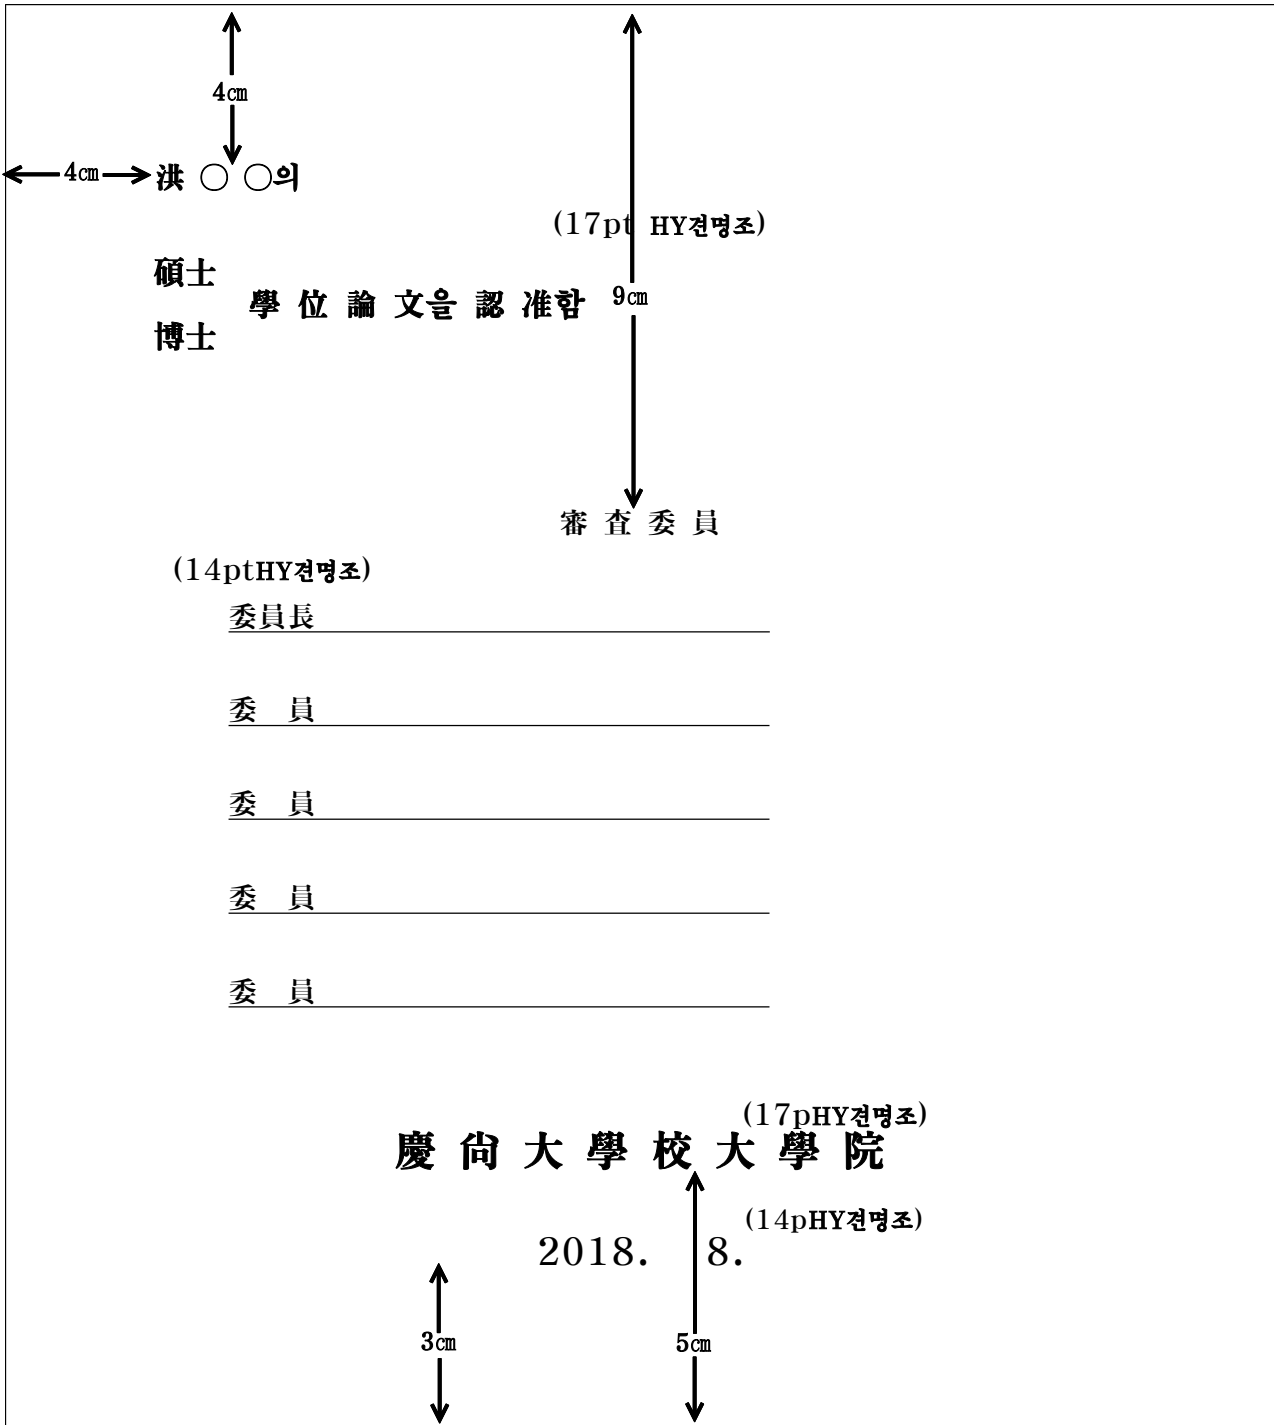 4㎝
4㎝
洪 ○ ○의
(17pt HY견명조)
碩士
學 位 論 文을 認 准함
9㎝
博士
審 査 委 員
(14ptHY견명조)
委員長
委 員
委 員
委 員
委 員
(17pHY견명조)
慶 尙 大 學 校 大 學 院
(14pHY견명조)
2018. 8.
3㎝
5㎝